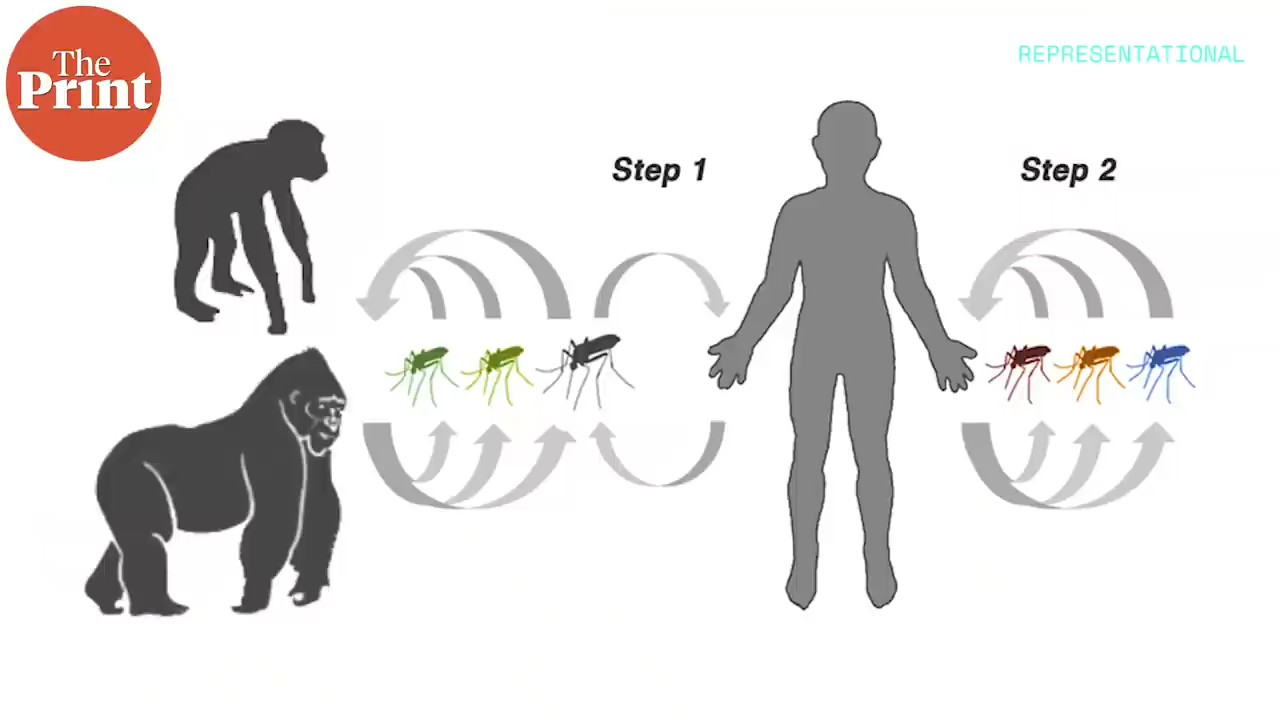 The
Print
REPRESENTATIONAL
Step 1
Step 2